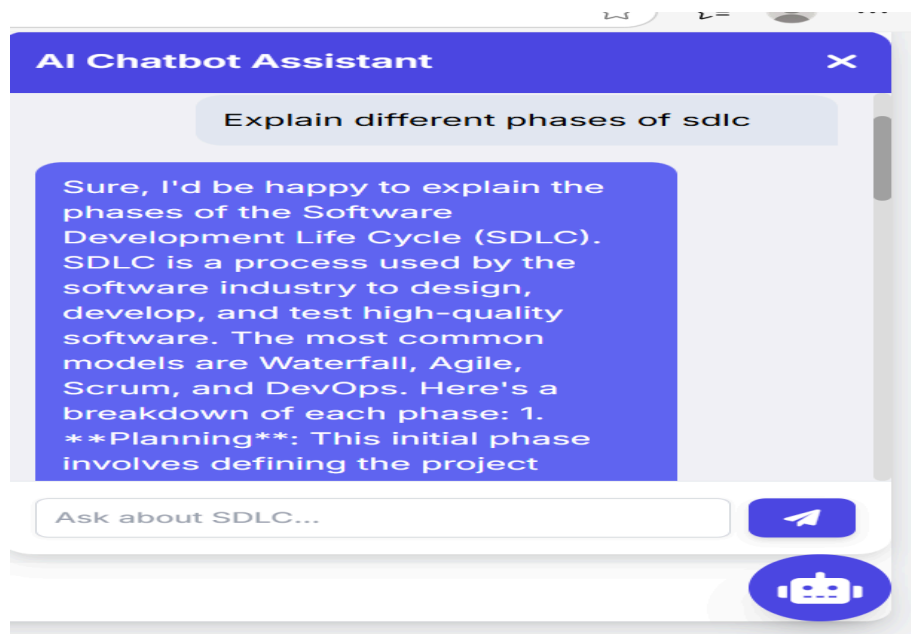 AI Chatbot Assistant
Explain different phases of sdlc
Sure, I'd be happy to explain the
phases of the Software
Development Life Cycle (SDLC).
SDLC is a process used by the
software industry to design,
develop, and test high-quality
software. The most common
models are Waterfall, Agile,
Scrum, and DevOps. Here's a
breakdown of each phase: 1.
**Planning**: This initial phase
involves defining the project
Ask about SDLC...